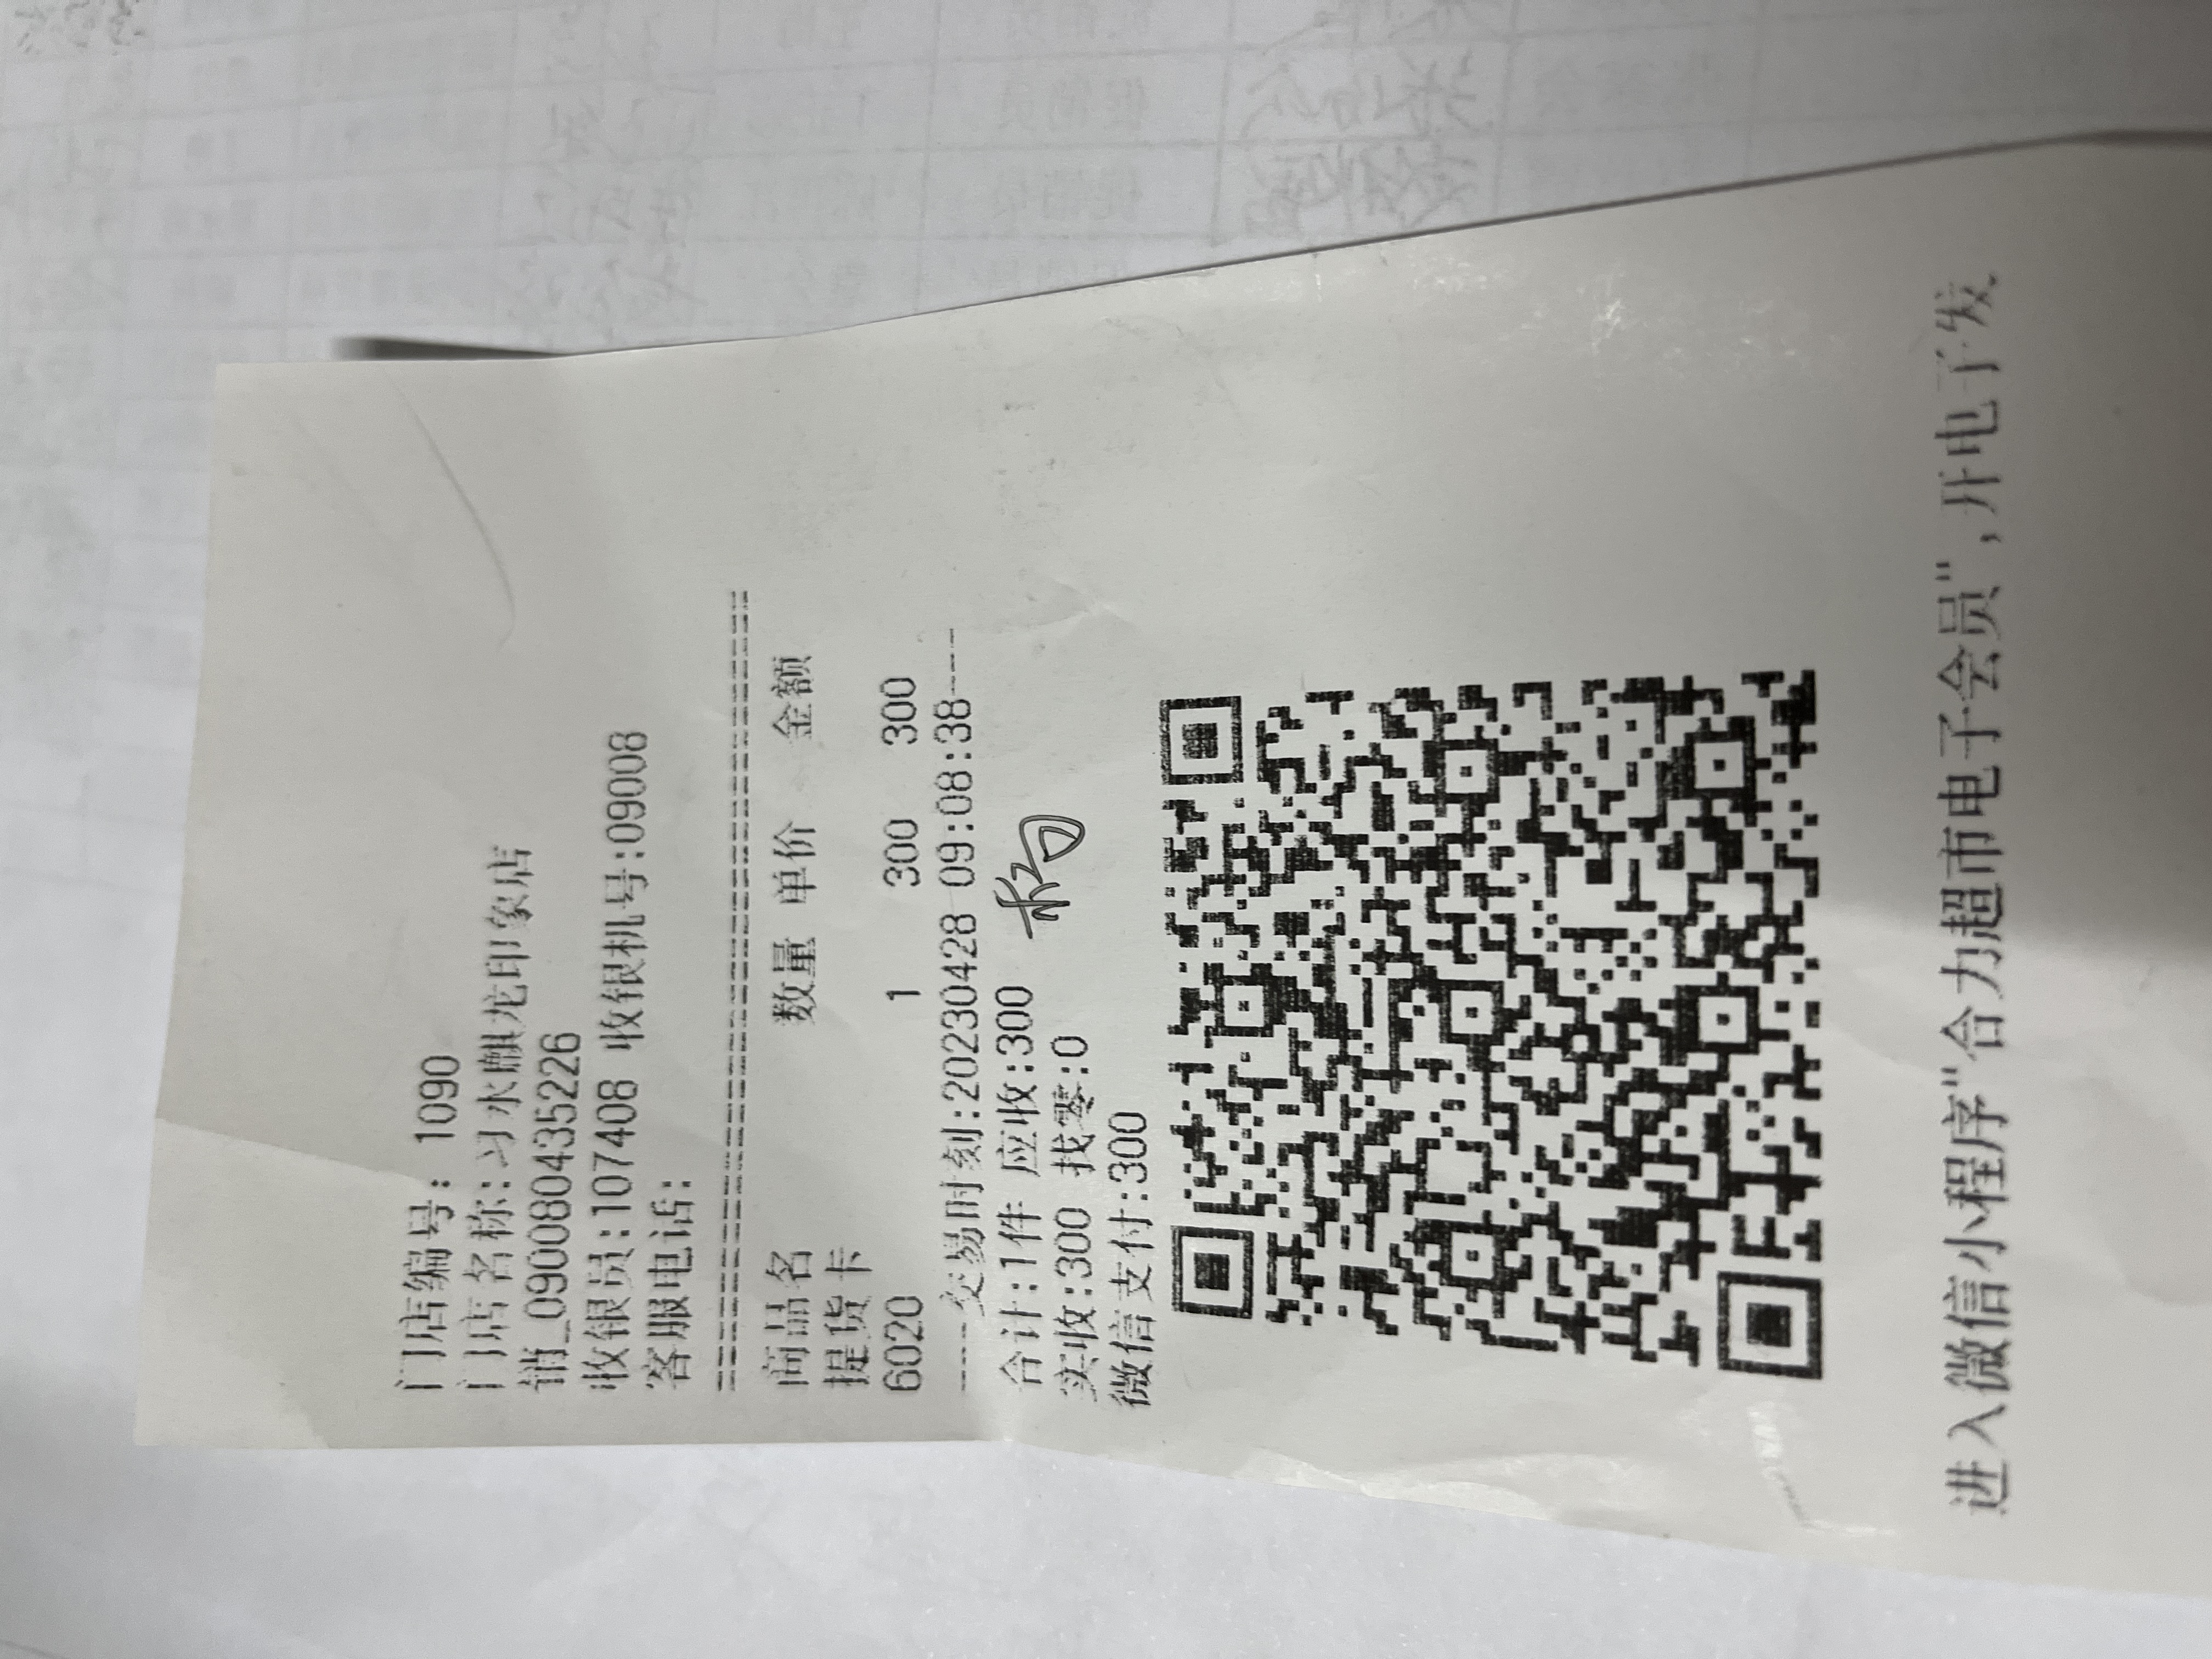 门店编号: 1090
门店名称:习水麒龙印象店
销_090080435226
收银员:107408 收银机号:09008
客服电话:
商品名 数量 单价 金额
提货卡
6020 1 300 300
----交易时刻:20230428 09:08:38----
合计:1件 应收:300
实收:300 找零:0
微信支付:300
进入微信小程序"合力超市电子会员",开电子发